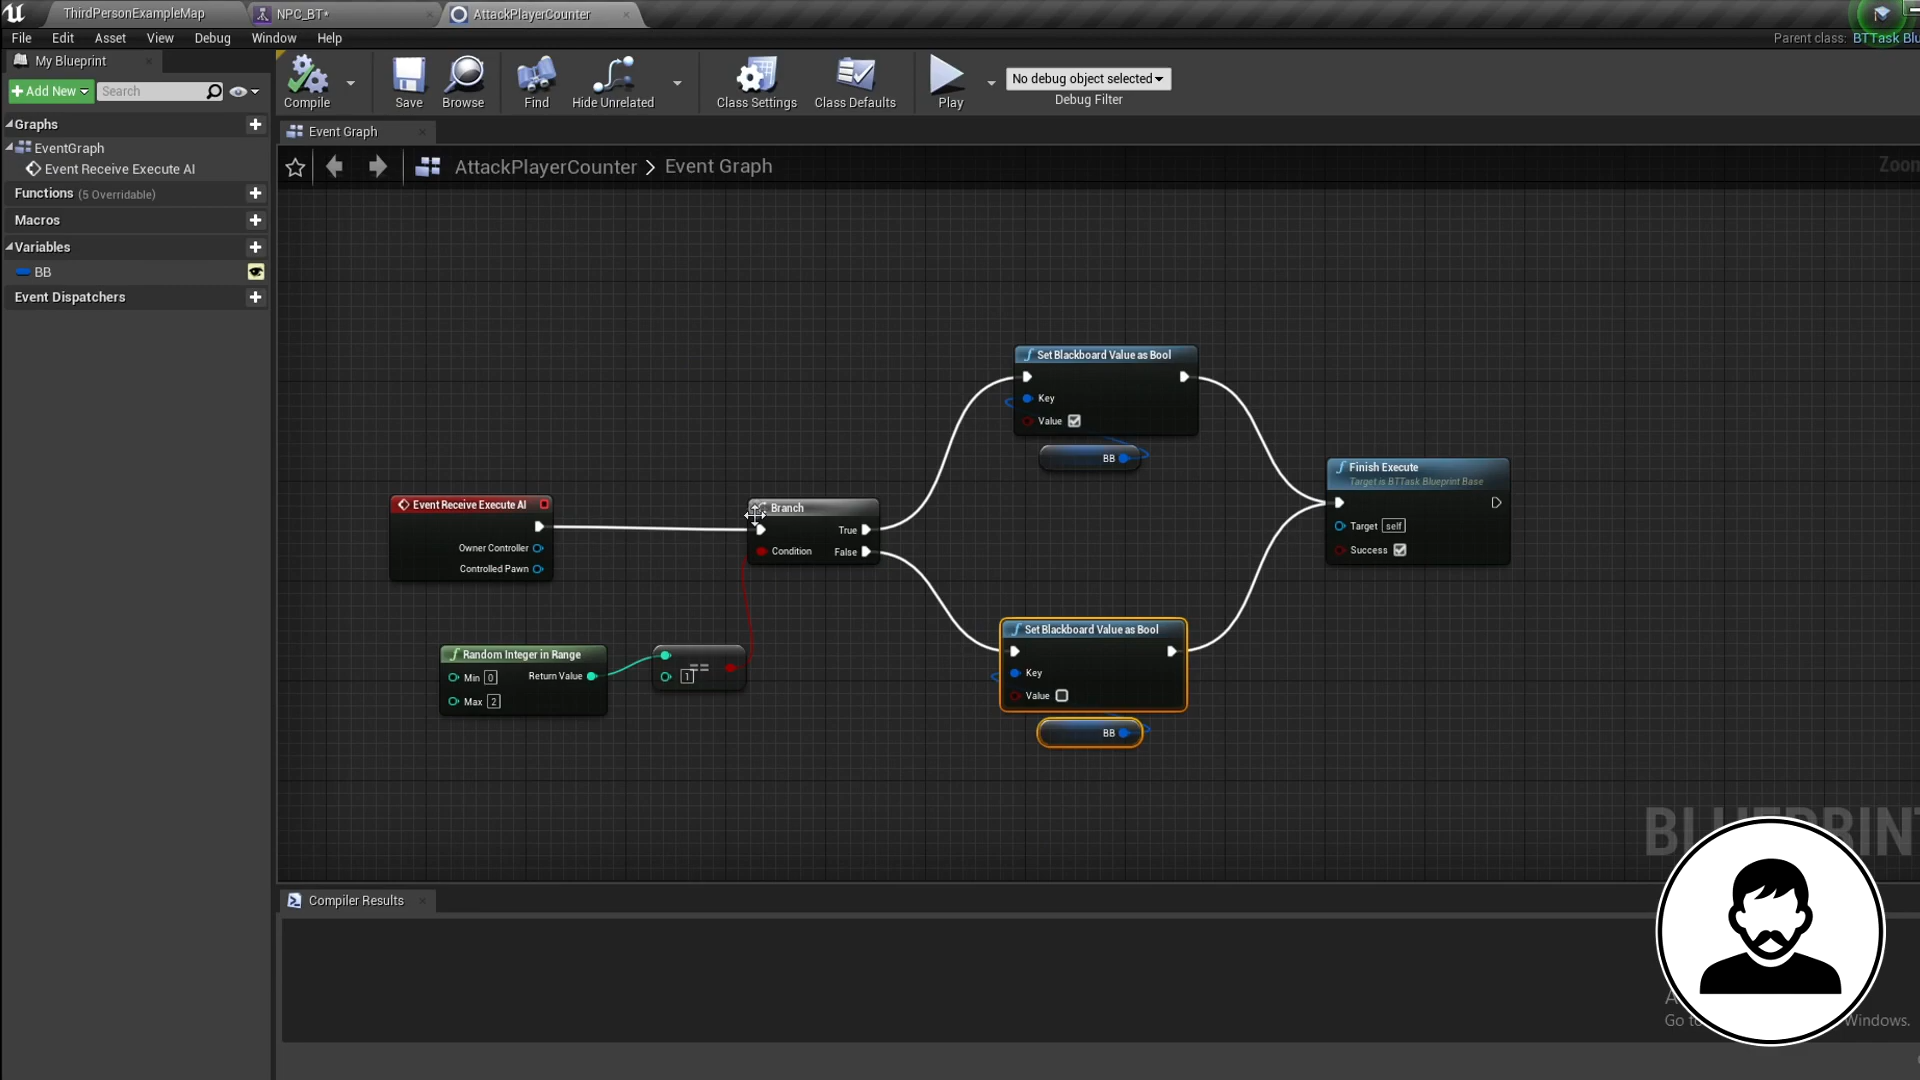 ThirdPersonExampleMap
NPC_BT*
AttackPlayerCounter
File Edit Asset View Debug Window Help
Parent class: BTTask Blu
My Blueprint
Add New
Search
Compile
Save
Browse
Find
Hide Unrelated
Class Settings
Class Defaults
Play
No debug object selected
Debug Filter
Graphs
EventGraph
Event Receive Execute AI
Functions (5 Overridable)
Macros
Variables
BB
Event Dispatchers
Event Graph
AttackPlayerCounter > Event Graph
Zoo
Set Blackboard Value as Bool
Key
Value
BB
Finish Execute
Target is BTTask Blueprint Base
Target self
Success
Event Receive Execute AI
Owner Controller
Controlled Pawn
Branch
True
Condition False
Random Integer in Range
Min 0 Return Value
Max 2
==
1
Set Blackboard Value as Bool
Key
Value
BB
Compiler Results
Go to
Windows.